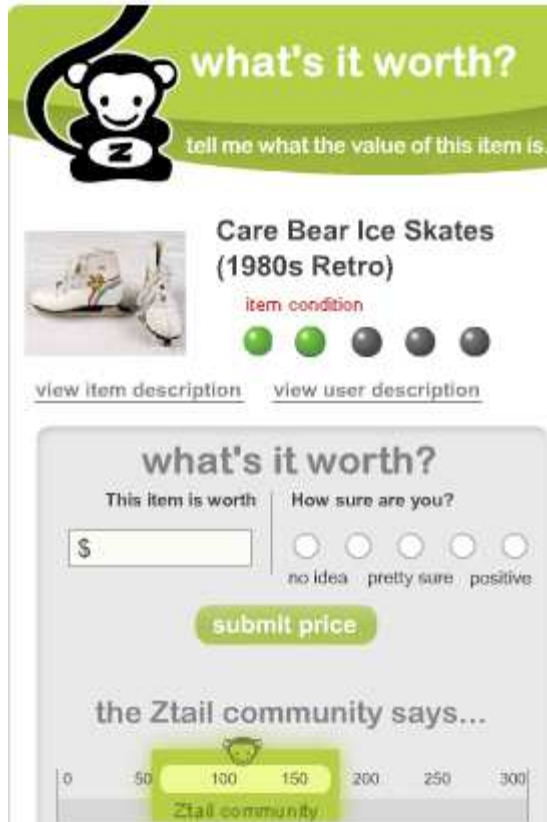 what's it worth?
Z
tell me what the value of this item is.
Care Bear Ice Skates
(1980s Retro)
item condition
view item description view user description
what's it worth?
This item is worth How sure are you?
$
no idea pretty sure positive
submit price
the Ztail community says...
0 50 100 150 200 250 300
Ztail community